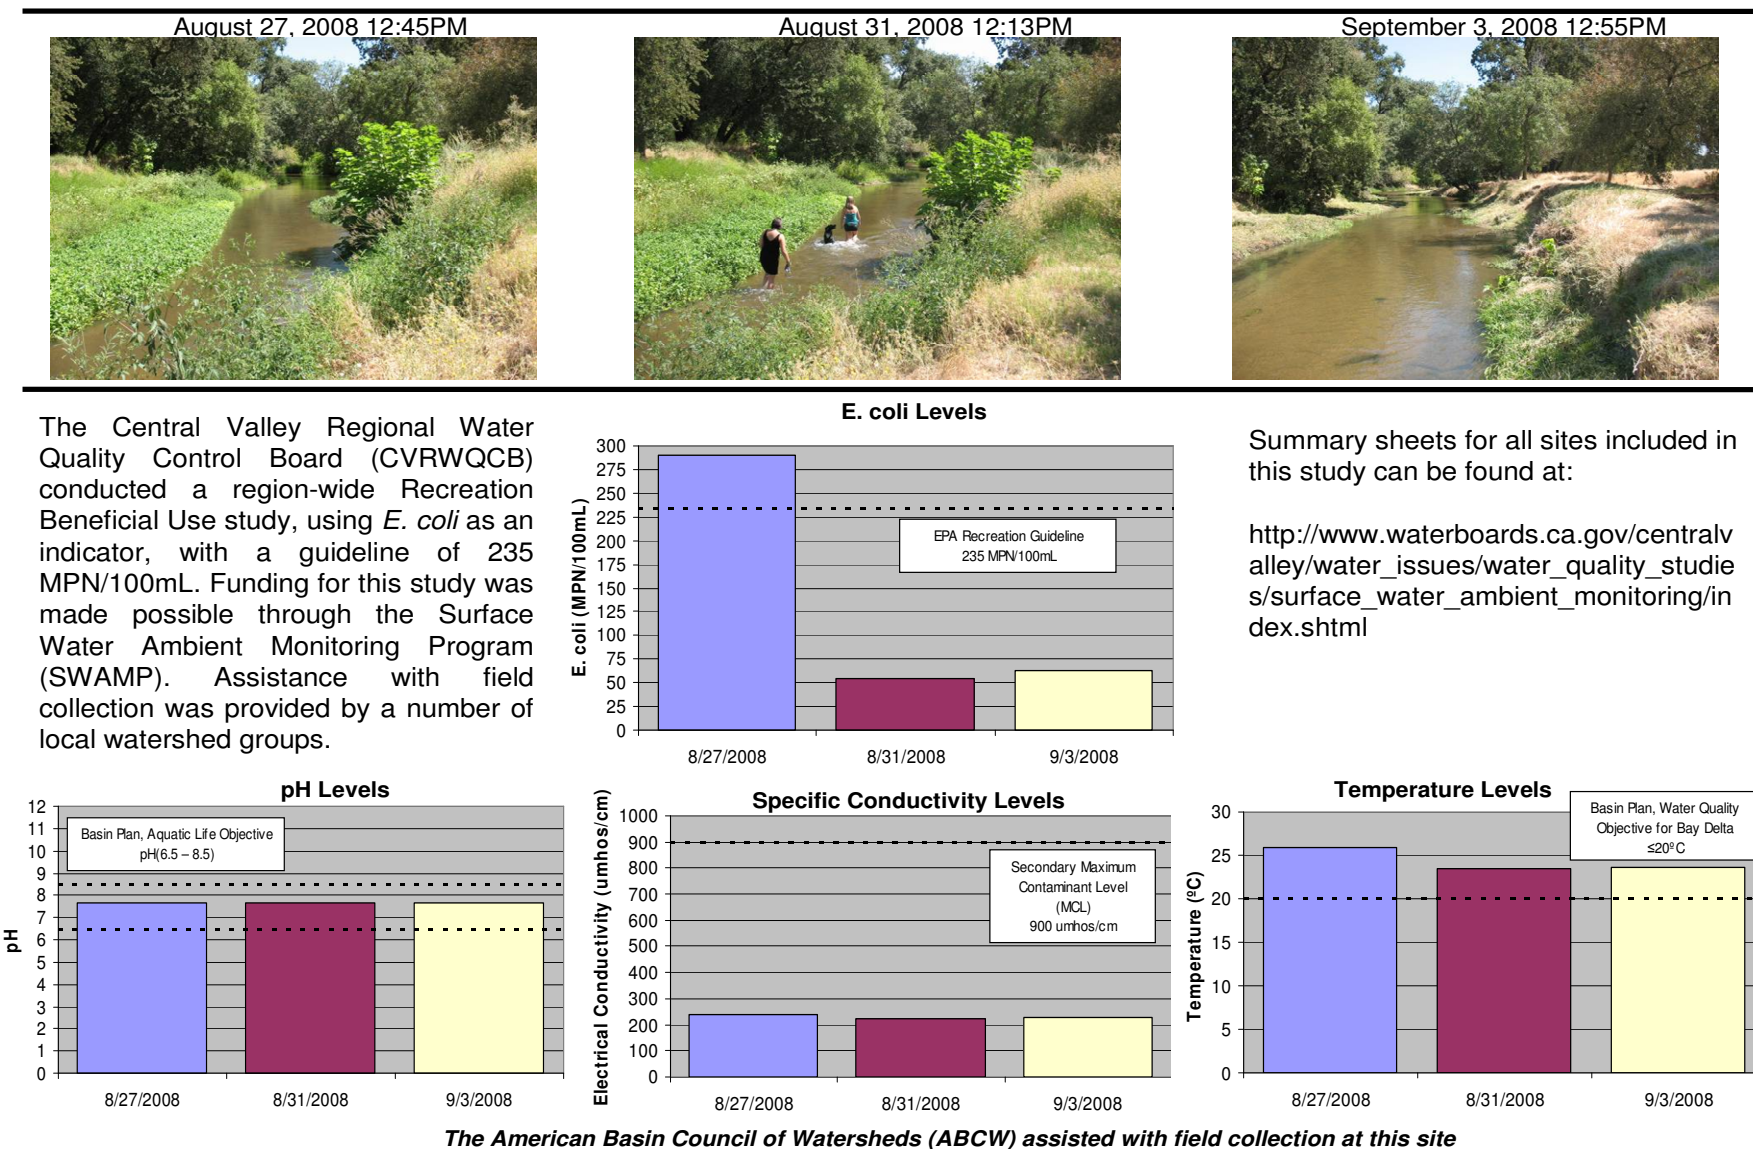 August 27, 2008 12:45PM
August 31, 2008 12:13PM
September 3, 2008 12:55PM
The Central Valley Regional Water
Quality Control Board (CVRWQCB)
conducted a region-wide Recreation
Beneficial Use study, using E. coli as an
indicator, with a guideline of 235
MPN/100mL. Funding for this study was
made possible through the Surface
Water Ambient Monitoring Program
(SWAMP). Assistance with field
collection was provided by a number of
local watershed groups.
E. coli Levels
E. coli (MPN/100mL)
300
275
250
225
200
175
150
125
100
75
50
25
0
EPA Recreation Guideline
235 MPN/100mL
8/27/2008
8/31/2008
9/3/2008
Summary sheets for all sites included in
this study can be found at:
http://www.waterboards.ca.gov/centralv
alley/water_issues/water_quality_studie
s/surface_water_ambient_monitoring/in
dex.shtml
pH Levels
pH
12
11
10
9
8
7
6
5
4
3
2
1
0
Basin Plan, Aquatic Life Objective
pH(6.5 – 8.5)
8/27/2008
8/31/2008
9/3/2008
Specific Conductivity Levels
Electrical Conductivity (umhos/cm)
1000
900
800
700
600
500
400
300
200
100
0
Secondary Maximum
Contaminant Level
(MCL)
900 umhos/cm
8/27/2008
8/31/2008
9/3/2008
Temperature Levels
Temperature (ºC)
30
25
20
15
10
5
0
Basin Plan, Water Quality
Objective for Bay Delta
≤20º C
8/27/2008
8/31/2008
9/3/2008
The American Basin Council of Watersheds (ABCW) assisted with field collection at this site